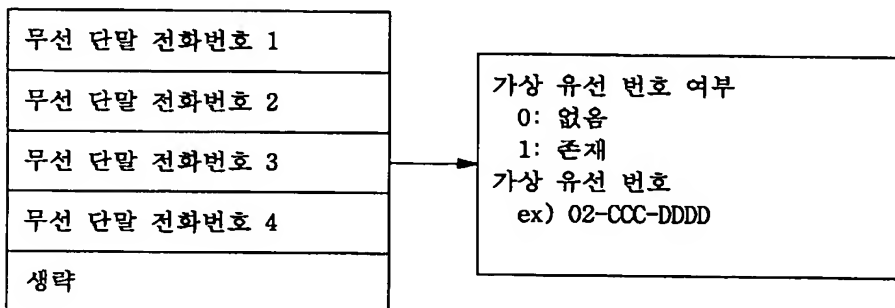 무선 단말 전화번호 1
무선 단말 전화번호 2
무선 단말 전화번호 3
무선 단말 전화번호 4
생략
가상 유선 번호 여부
0: 없음
1: 존재
가상 유선 번호
ex) 02-CCC-DDDD